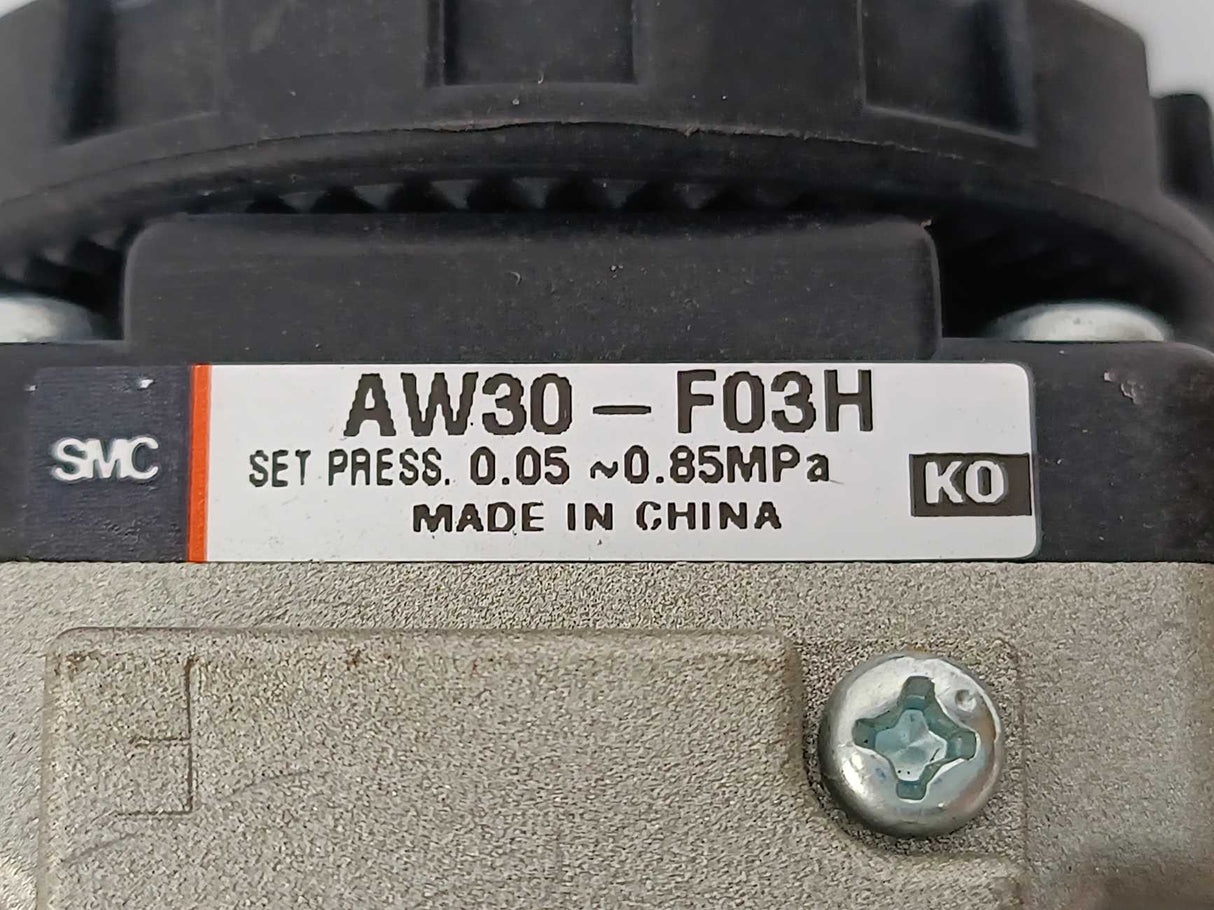 AW30-F03H
SMC
SET PRESS. 0.05 ~0.85MPa
KO
MADE IN CHINA